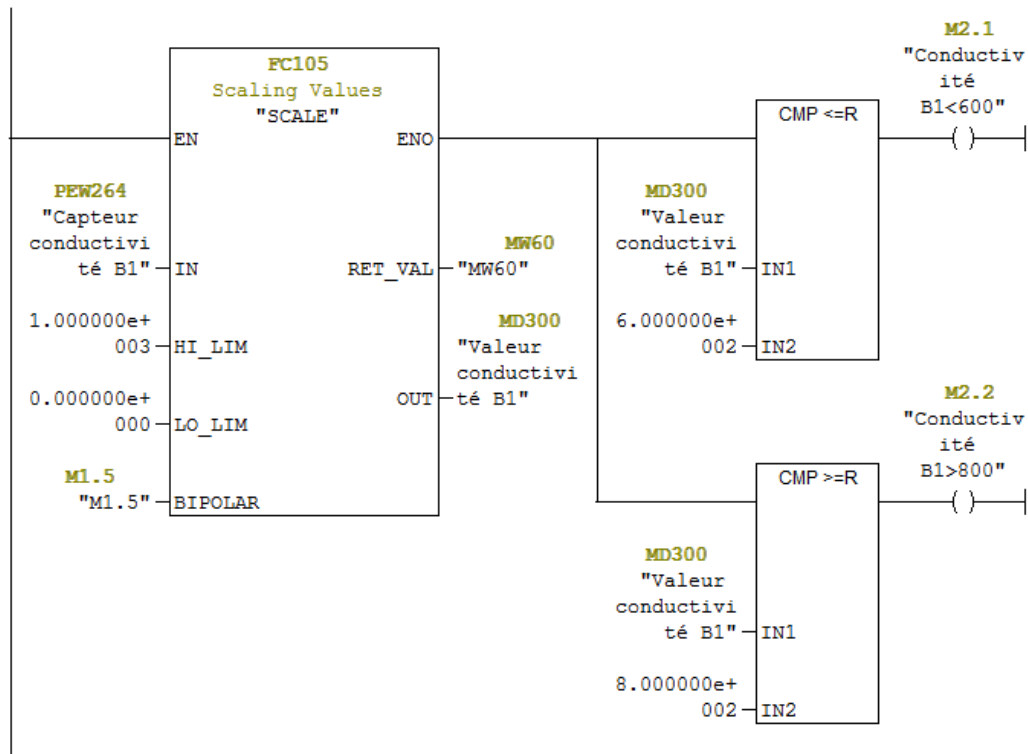 M2.1
"Conductiv
ité
B1<600"
FC105
Scaling Values
"SCALE"
CMP <=R
EN
ENO
PEW264
"Capteur
conductivi
té B1"
IN
RET_VAL
MW60
"MW60"
MD300
"Valeur
conductivi
té B1"
IN1
1.000000e+
003
HI_LIM
MD300
"Valeur
conductivi
té B1"
OUT
6.000000e+
002
IN2
0.000000e+
000
LO_LIM
M2.2
"Conductiv
ité
B1>800"
M1.5
"M1.5"
BIPOLAR
CMP >=R
MD300
"Valeur
conductivi
té B1"
IN1
8.000000e+
002
IN2